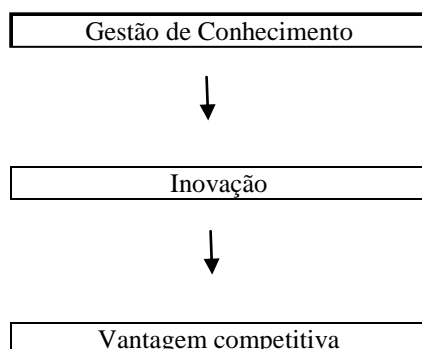 Gestão de Conhecimento
Inovação
Vantagem competitiva